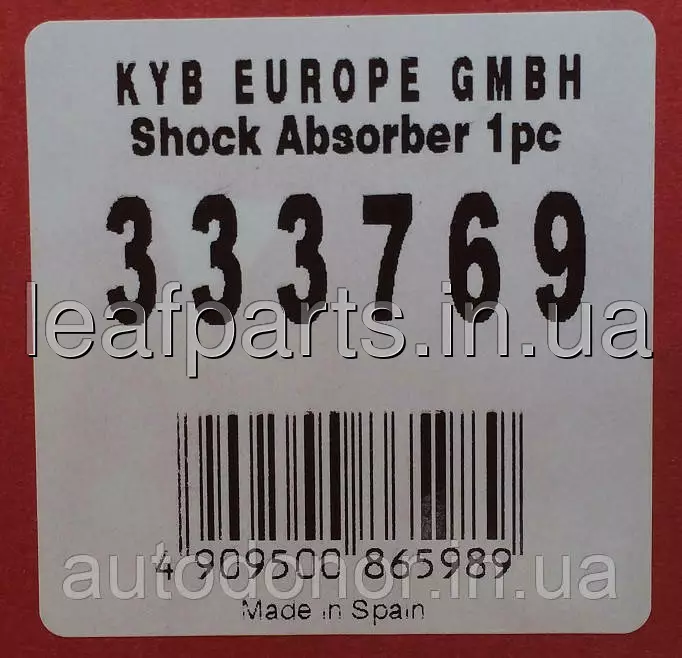 KYB EUROPE GMBH
Shock Absorber 1pc
333769
leafparts.in.ua
4 909500 865989
autodonor.in.ua
Made in Spain